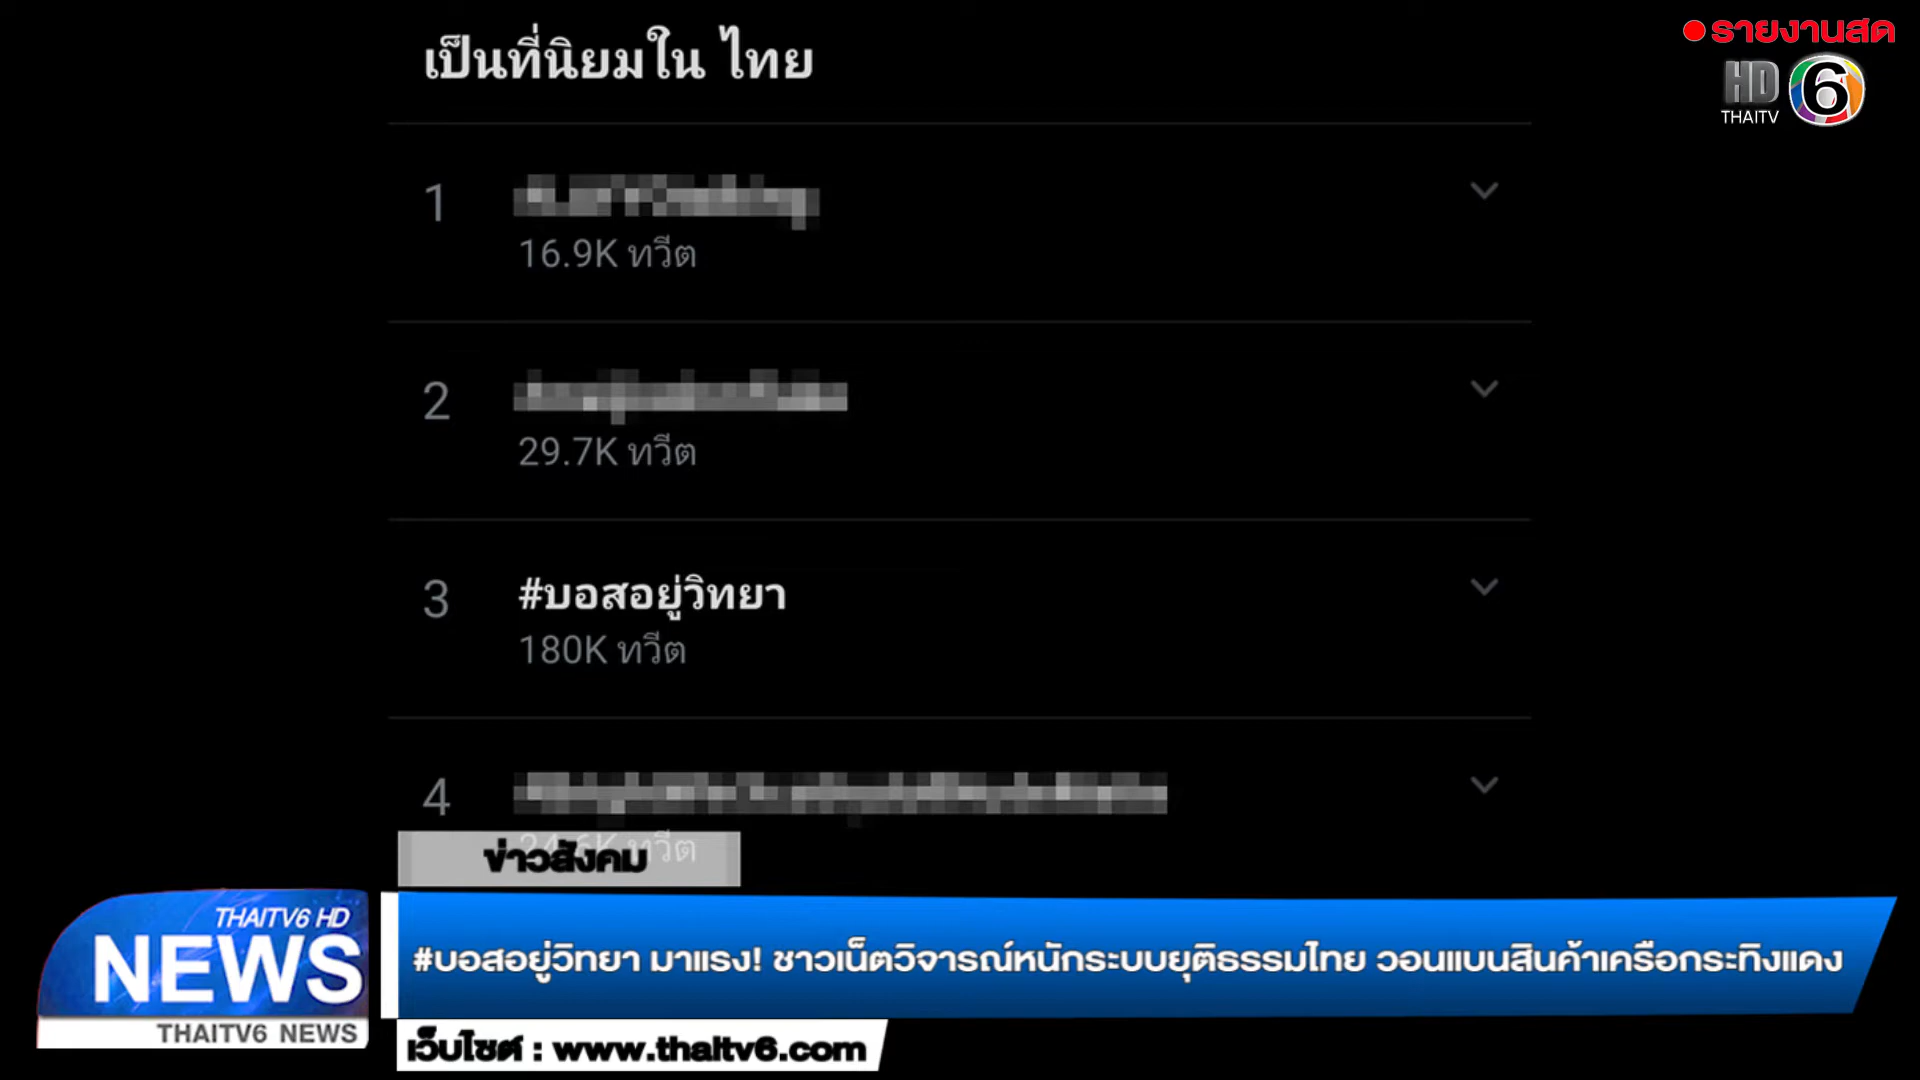 เป็นที่นิยมใน ไทย
รายงานสด
HD
THAITV
6
1
16.9K ทวีต
2
29.7K ทวีต
3
#บอสอยู่วิทยา
180K ทวีต
4
24.6K ทวีต
ข่าวสังคม
THAITV6 HD
NEWS
THAITV6 NEWS
#บอสอยู่วิทยา มาแรง! ชาวเน็ตวิจารณ์หนักระบบยุติธรรมไทย วอนแบนสินค้าเครือกระทิงแดง
เว็บไซต์ : www.thaitv6.com